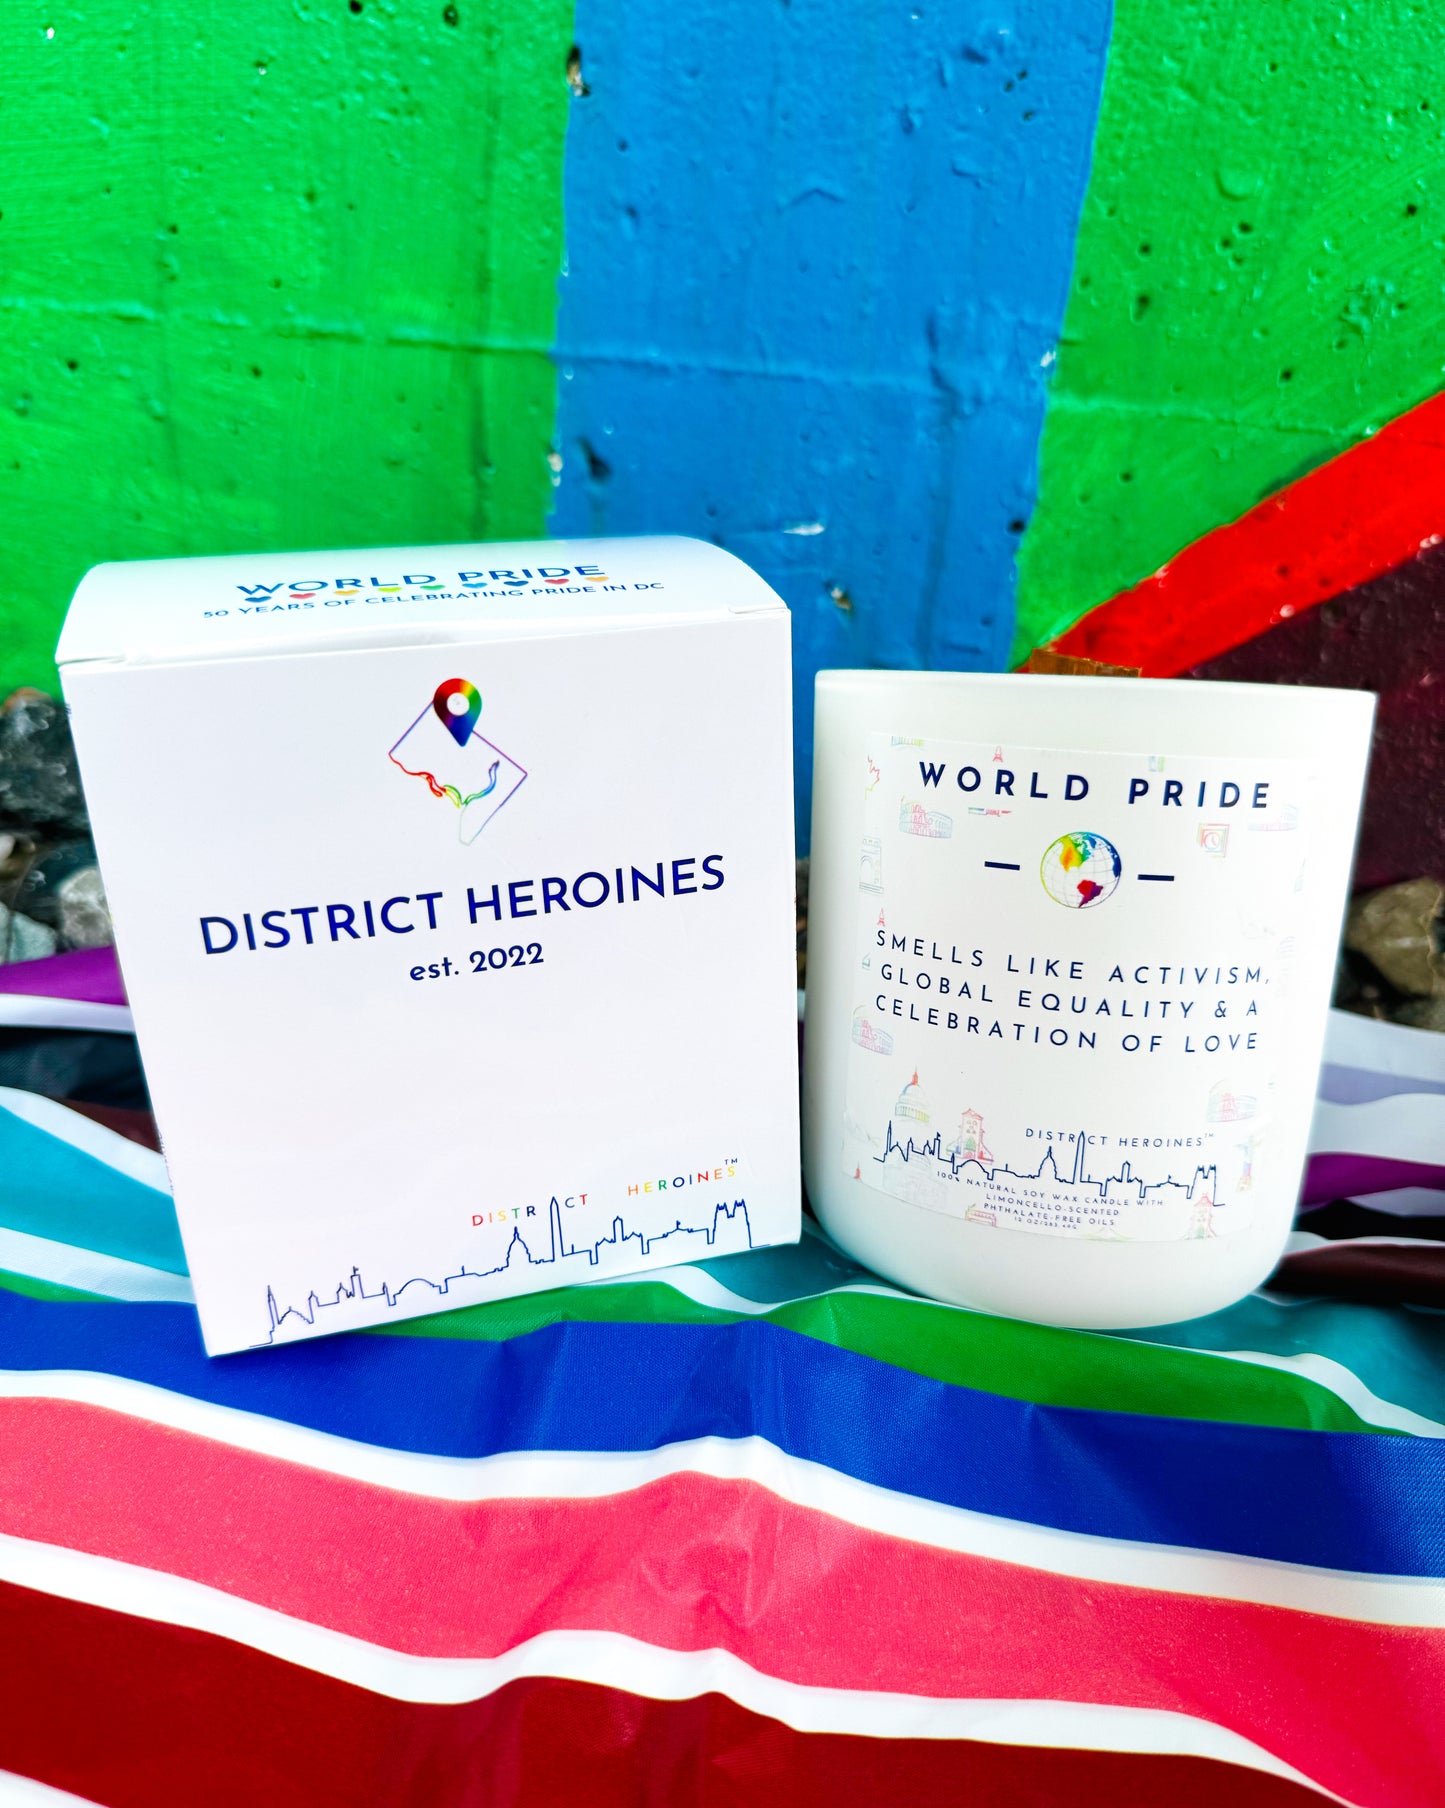 WORLD PRIDE
50 YEARS OF CELEBRATING PRIDE IN DC
DISTRICT HEROINES
est. 2022
DISTRICT HEROINES™
WORLD PRIDE
SMELLS LIKE ACTIVISM,
GLOBAL EQUALITY & A
CELEBRATION OF LOVE
DISTRICT HEROINES™
100% NATURAL SOY WAX CANDLE WITH
LIMONCELLO-SCENTED
PHTHALATE-FREE OILS
12 OZ/